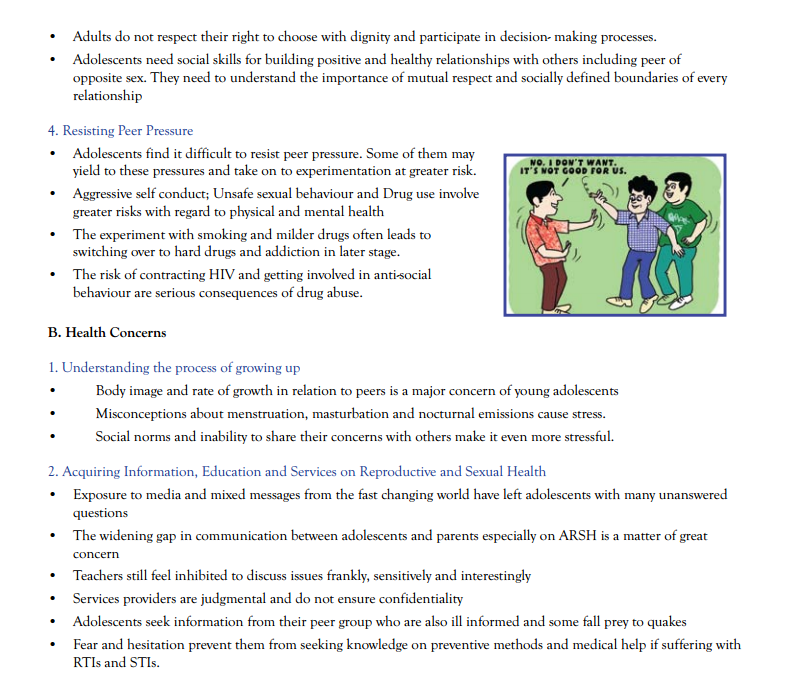 • Adults do not respect their right to choose with dignity and participate in decision- making processes.
• Adolescents need social skills for building positive and healthy relationships with others including peer of
opposite sex. They need to understand the importance of mutual respect and socially defined boundaries of every
relationship
4. Resisting Peer Pressure
• Adolescents find it difficult to resist peer pressure. Some of them may
yield to these pressures and take on to experimentation at greater risk.
• Aggressive self conduct; Unsafe sexual behaviour and Drug use involve
greater risks with regard to physical and mental health
• The experiment with smoking and milder drugs often leads to
switching over to hard drugs and addiction in later stage.
• The risk of contracting HIV and getting involved in anti-social
behaviour are serious consequences of drug abuse.
NO. I DON'T WANT.
IT'S NOT GOOD FOR US.
B. Health Concerns
1. Understanding the process of growing up
• Body image and rate of growth in relation to peers is a major concern of young adolescents
• Misconceptions about menstruation, masturbation and nocturnal emissions cause stress.
• Social norms and inability to share their concerns with others make it even more stressful.
2. Acquiring Information, Education and Services on Reproductive and Sexual Health
• Exposure to media and mixed messages from the fast changing world have left adolescents with many unanswered
questions
• The widening gap in communication between adolescents and parents especially on ARSH is a matter of great
concern
• Teachers still feel inhibited to discuss issues frankly, sensitively and interestingly
• Services providers are judgmental and do not ensure confidentiality
• Adolescents seek information from their peer group who are also ill informed and some fall prey to quakes
• Fear and hesitation prevent them from seeking knowledge on preventive methods and medical help if suffering with
RTIs and STIs.